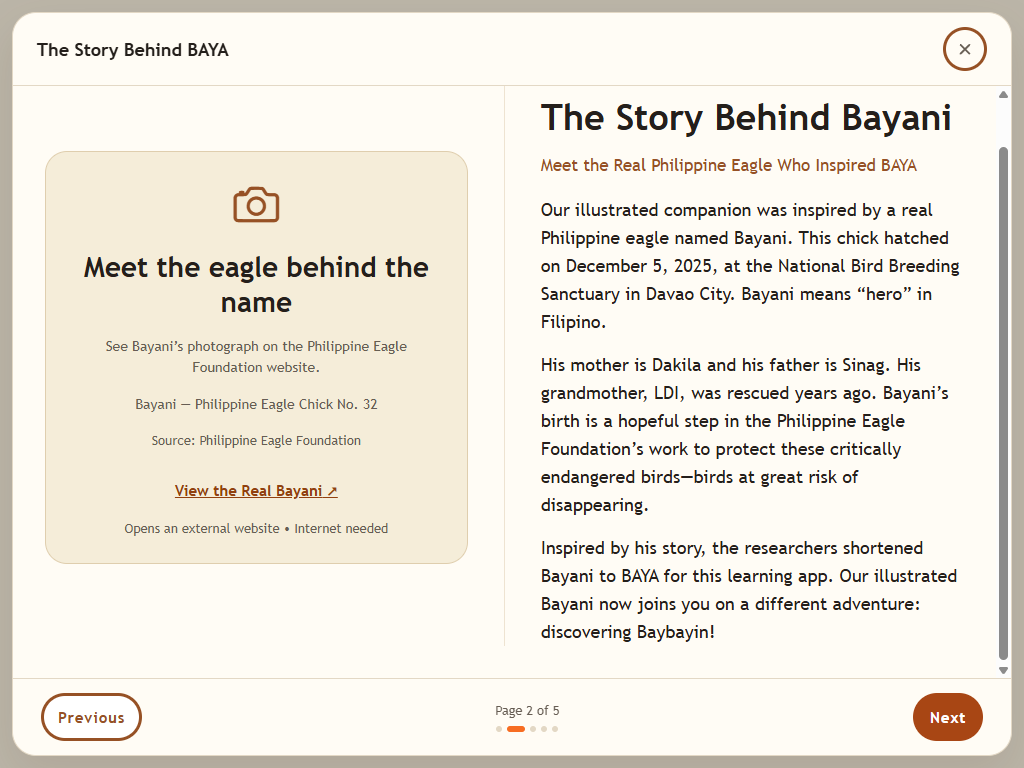 The Story Behind BAYA
Meet the eagle behind the
name
See Bayani’s photograph on the Philippine Eagle
Foundation website.
Bayani — Philippine Eagle Chick No. 32
Source: Philippine Eagle Foundation
View the Real Bayani ↗
Opens an external website • Internet needed
The Story Behind Bayani
Meet the Real Philippine Eagle Who Inspired BAYA
Our illustrated companion was inspired by a real
Philippine eagle named Bayani. This chick hatched
on December 5, 2025, at the National Bird Breeding
Sanctuary in Davao City. Bayani means “hero” in
Filipino.
His mother is Dakila and his father is Sinag. His
grandmother, LDI, was rescued years ago. Bayani’s
birth is a hopeful step in the Philippine Eagle
Foundation’s work to protect these critically
endangered birds—birds at great risk of
disappearing.
Inspired by his story, the researchers shortened
Bayani to BAYA for this learning app. Our illustrated
Bayani now joins you on a different adventure:
discovering Baybayin!
Previous
Page 2 of 5
Next